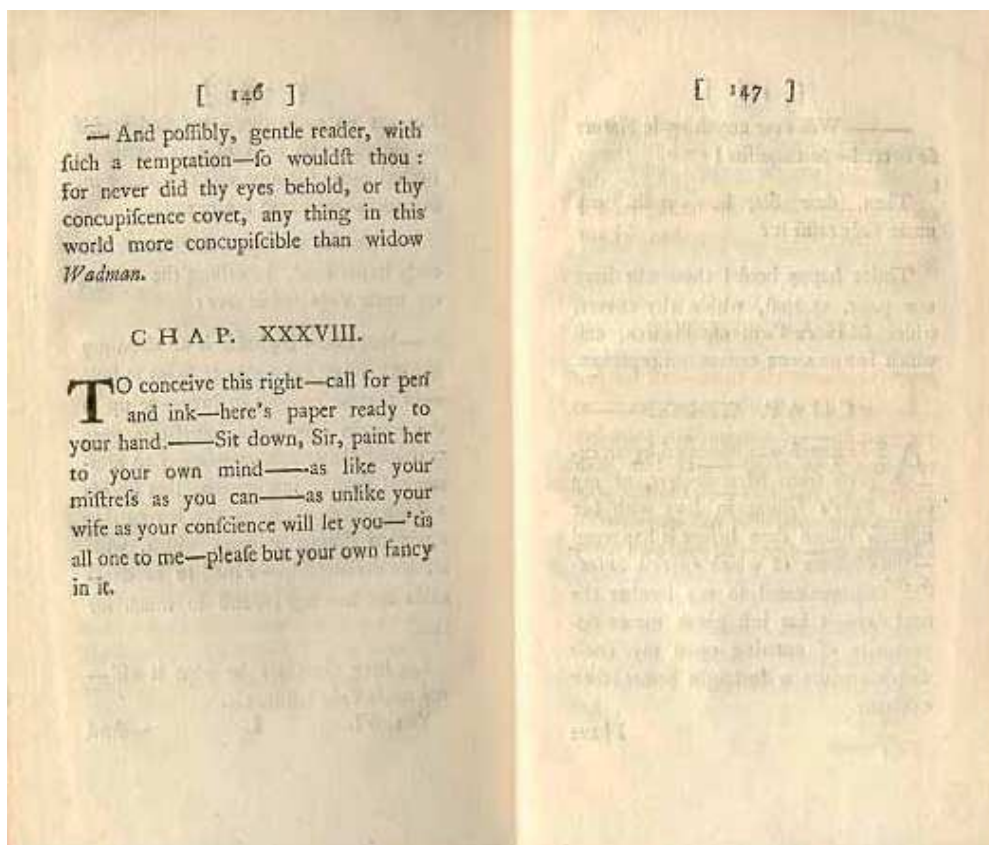 [ 146 ]
— And poſſibly, gentle reader, with
ſuch a temptation—ſo wouldſt thou :
For never did thy eyes behold, or thy
concupiſcence covet, any thing in this
world more concupiſcible than widow
Wadman.
C H A P. XXXVIII.
TO conceive this right—call for pen
and ink—here's paper ready to
your hand.——Sit down, Sir, paint her
to your own mind——as like your
miſtreſs as you can——as unlike your
wife as your conſcience will let you—'tis
all one to me—pleaſe but your own fancy
in it.
[ 147 ]